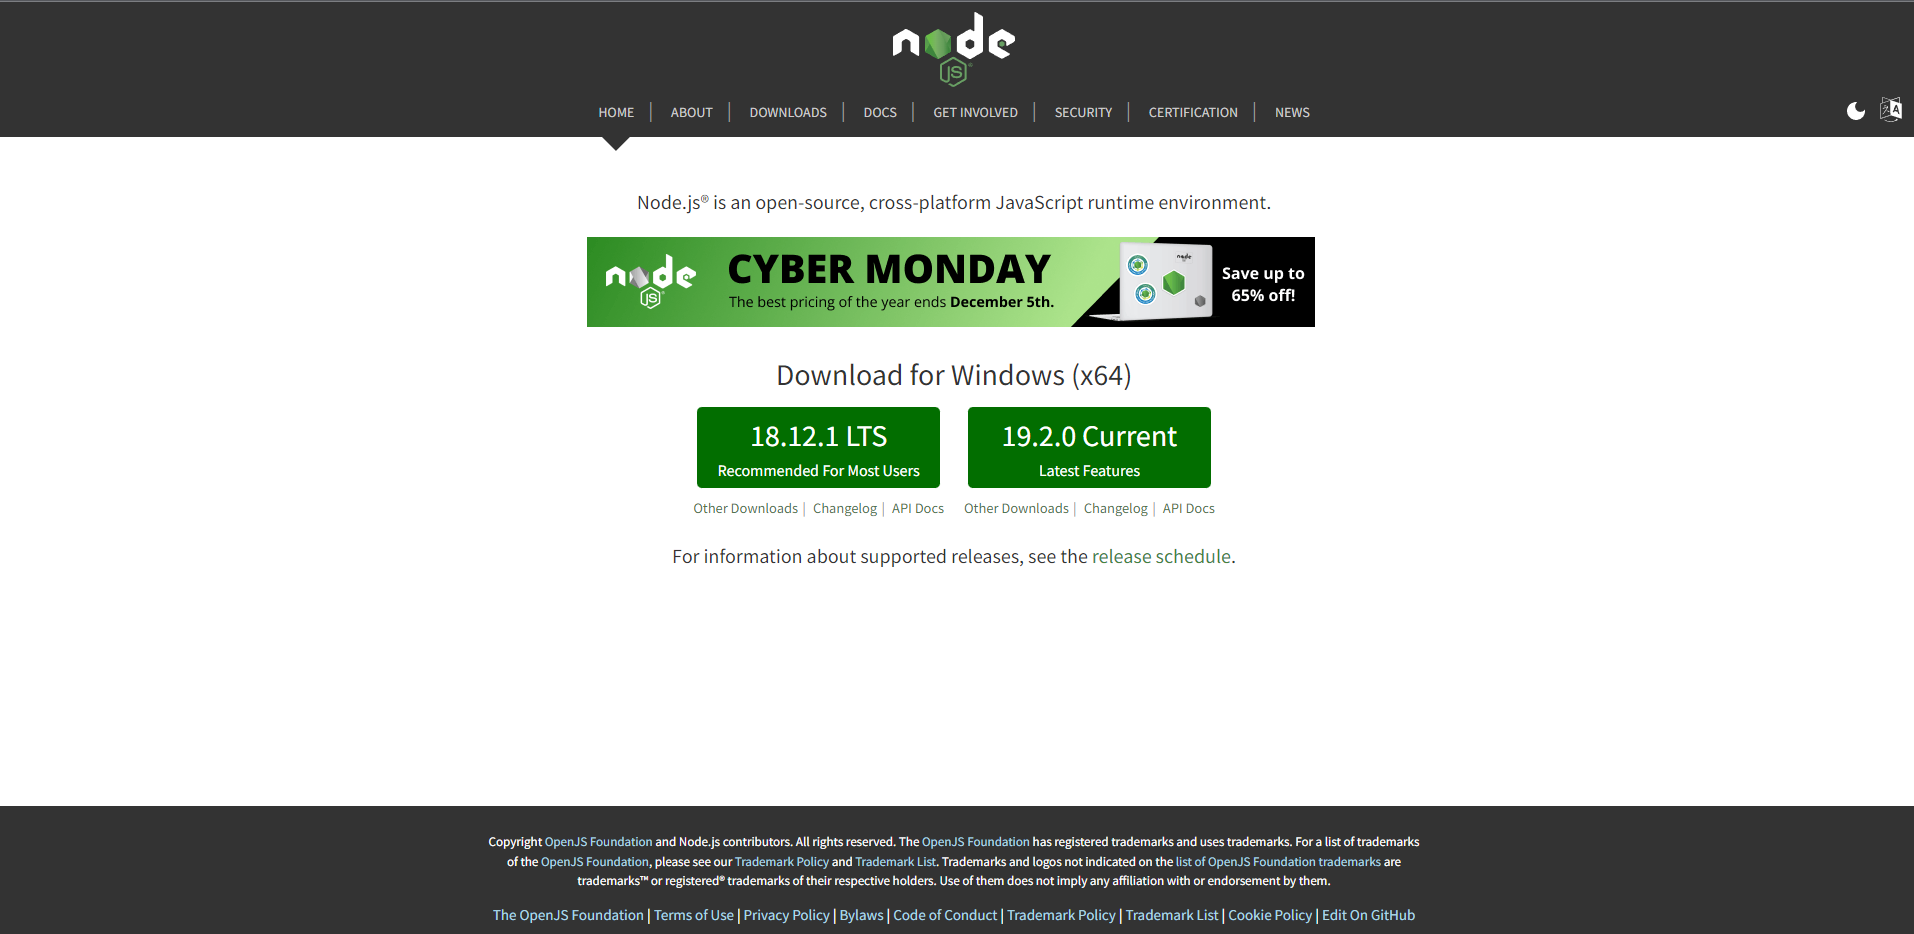 node
JS
HOME | ABOUT | DOWNLOADS | DOCS | GET INVOLVED | SECURITY | CERTIFICATION | NEWS
Node.js® is an open-source, cross-platform JavaScript runtime environment.
node
JS
CYBER MONDAY
The best pricing of the year ends December 5th.
node
Save up to
65% off!
Download for Windows (x64)
18.12.1 LTS
Recommended For Most Users
19.2.0 Current
Latest Features
Other Downloads | Changelog | API Docs
Other Downloads | Changelog | API Docs
For information about supported releases, see the release schedule.
Copyright OpenJS Foundation and Node.js contributors. All rights reserved. The OpenJS Foundation has registered trademarks and uses trademarks. For a list of trademarks
of the OpenJS Foundation, please see our Trademark Policy and Trademark List. Trademarks and logos not indicated on the list of OpenJS Foundation trademarks are
trademarks™ or registered® trademarks of their respective holders. Use of them does not imply any affiliation with or endorsement by them.
The OpenJS Foundation | Terms of Use | Privacy Policy | Bylaws | Code of Conduct | Trademark Policy | Trademark List | Cookie Policy | Edit On GitHub